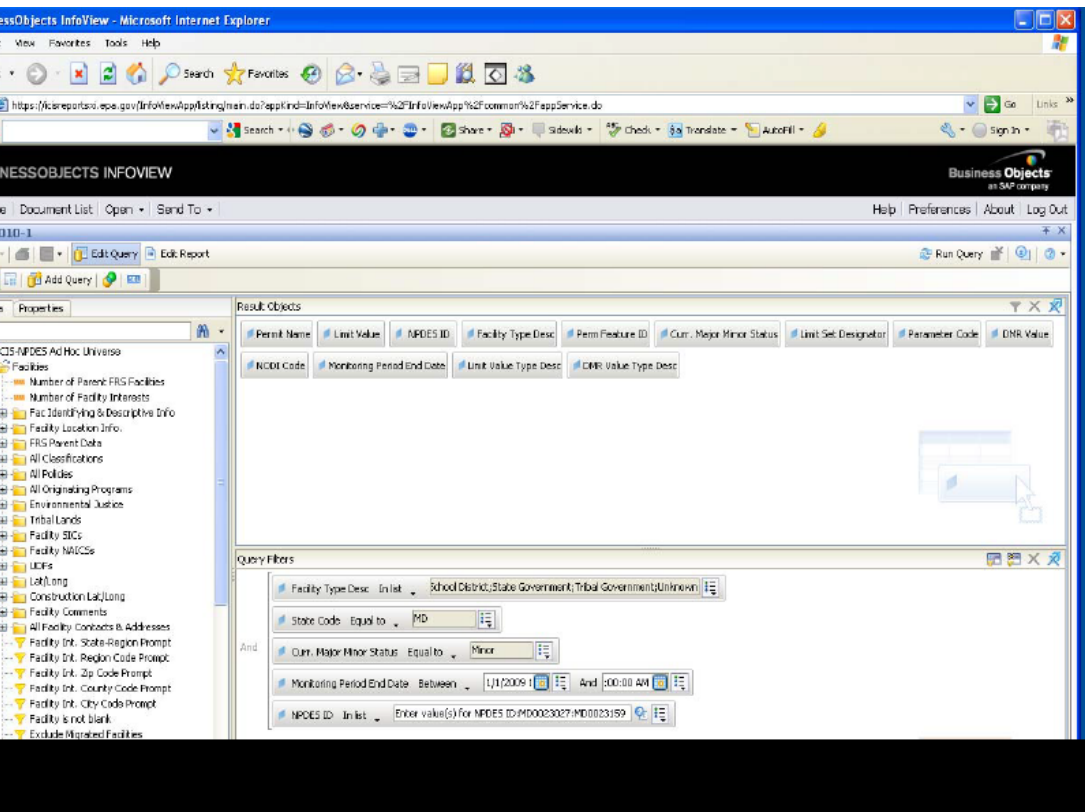 essObjects InfoView - Microsoft Internet Explorer
View Favorites Tools Help
Search Favorites
https://icisreportsxi.epa.gov/InfoViewApp/listing/main.do?appKind=InfoView&service=%2FInfoViewApp%2Fcommon%2FappService.do Go Links »
Search Share Sidewiki Check Translate AutoFill Sign In
NESSOBJECTS INFOVIEW
Business Objects
an SAP company
e Document List Open Send To Help Preferences About Log Out
010-1
Edit Query Edit Report Run Query
Add Query
s Properties Result Objects
Permit Name Limit Value NPDES ID Facility Type Desc Perm Feature ID Curr. Major Minor Status Limit Set Designator Parameter Code DMR Value
NODI Code Monitoring Period End Date Limit Value Type Desc DMR Value Type Desc
CIS-NPDES Ad Hoc Universe
Facilities
Number of Parent FRS Facilities
Number of Facility Interests
Fac Identifying & Descriptive Info
Facility Location Info.
FRS Parent Data
All Classifications
All Policies
All Originating Programs
Environmental Justice
Tribal Lands
Facility SICs
Facility NAICSs
UDFs
Lat/Long
Construction Lat/Long
Facility Comments
All Facility Contacts & Addresses
Facility Int. State-Region Prompt
Facility Int. Region Code Prompt
Facility Int. Zip Code Prompt
Facility Int. County Code Prompt
Facility Int. City Code Prompt
Facility is not blank
Exclude Migrated Facilities
Query Filters
Facility Type Desc In list School District;State Government;Tribal Government;Unknown
State Code Equal to MD
And
Curr. Major Minor Status Equal to Minor
Monitoring Period End Date Between 1/1/2009 1 And :00:00 AM
NPDES ID In list Enter value(s) for NPDES ID:MD0023027;MD0023159